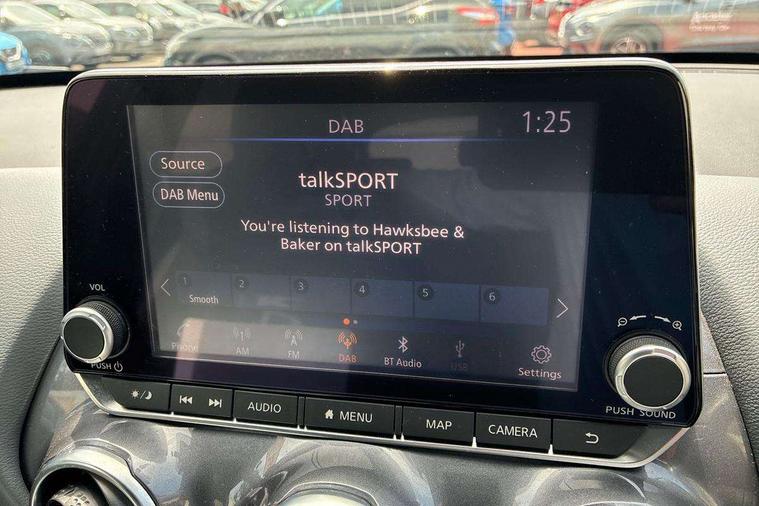 DAB
1:25
Source
DAB Menu
talkSPORT
SPORT
You're listening to Hawksbee &
Baker on talkSPORT
1
2
3
4
5
6
Smooth
Phone
AM
FM
DAB
BT Audio
USB
Settings
VOL
PUSH
AUDIO
MENU
MAP
CAMERA
PUSH SOUND